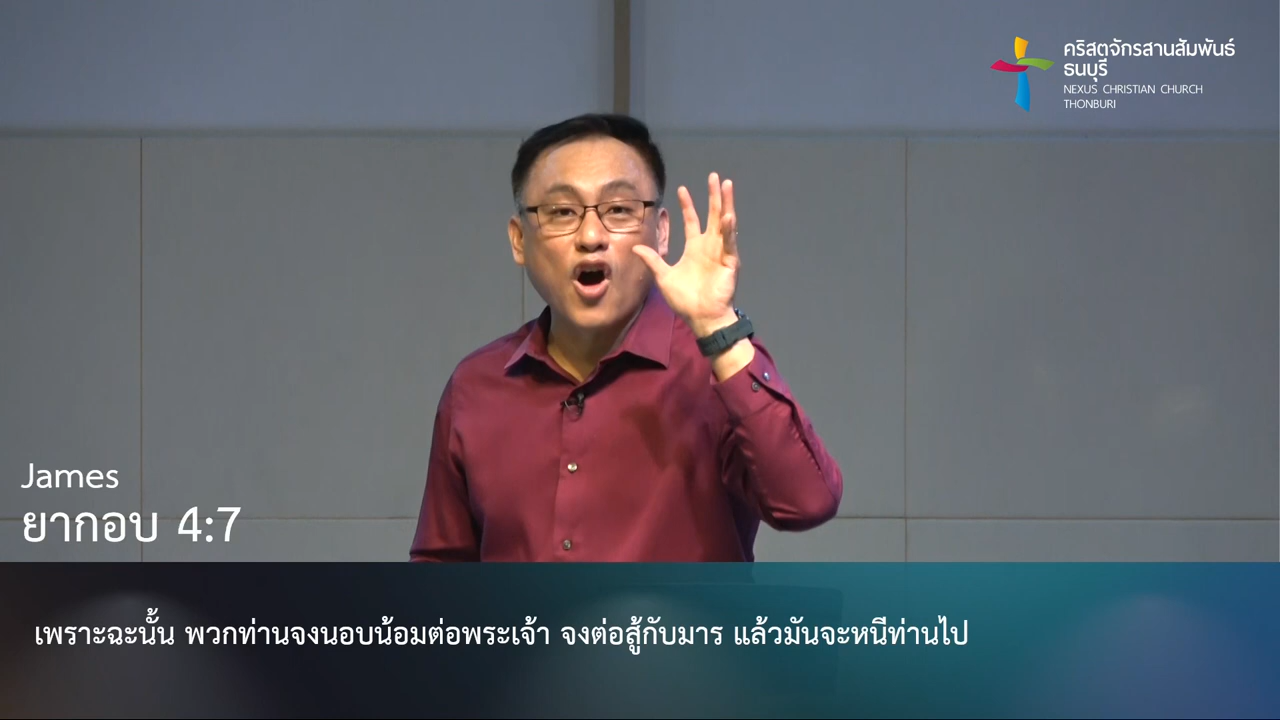 คริสตจักรสานสัมพันธ์
ธนบุรี
NEXUS CHRISTIAN CHURCH
THONBURI
James
ยากอบ 4:7
เพราะฉะนั้น พวกท่านจงนอบน้อมต่อพระเจ้า จงต่อสู้กับมาร แล้วมันจะหนีท่านไป